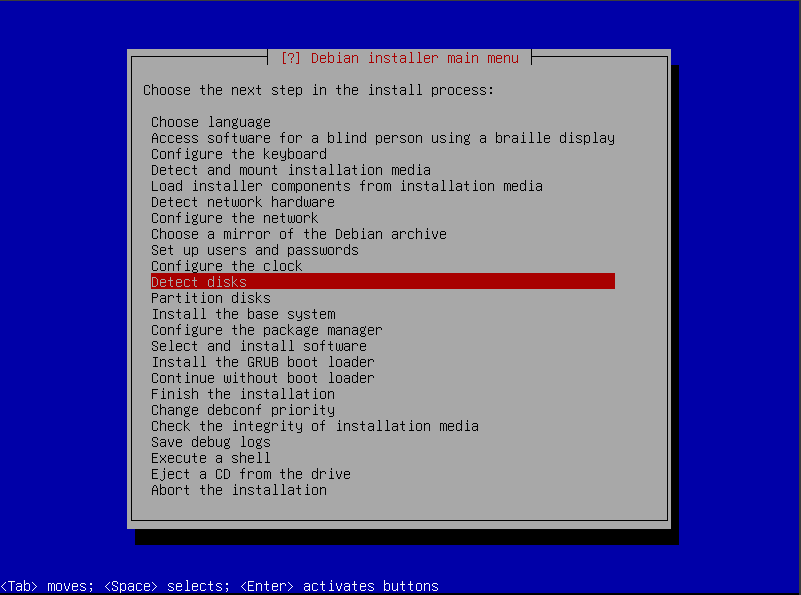 [?] Debian installer main menu
Choose the next step in the install process:
Choose language
Access software for a blind person using a braille display
Configure the keyboard
Detect and mount installation media
Load installer components from installation media
Detect network hardware
Configure the network
Choose a mirror of the Debian archive
Set up users and passwords
Configure the clock
Detect disks
Partition disks
Install the base system
Configure the package manager
Select and install software
Install the GRUB boot loader
Continue without boot loader
Finish the installation
Change debconf priority
Check the integrity of installation media
Save debug logs
Execute a shell
Eject a CD from the drive
Abort the installation
<Tab> moves; <Space> selects; <Enter> activates buttons